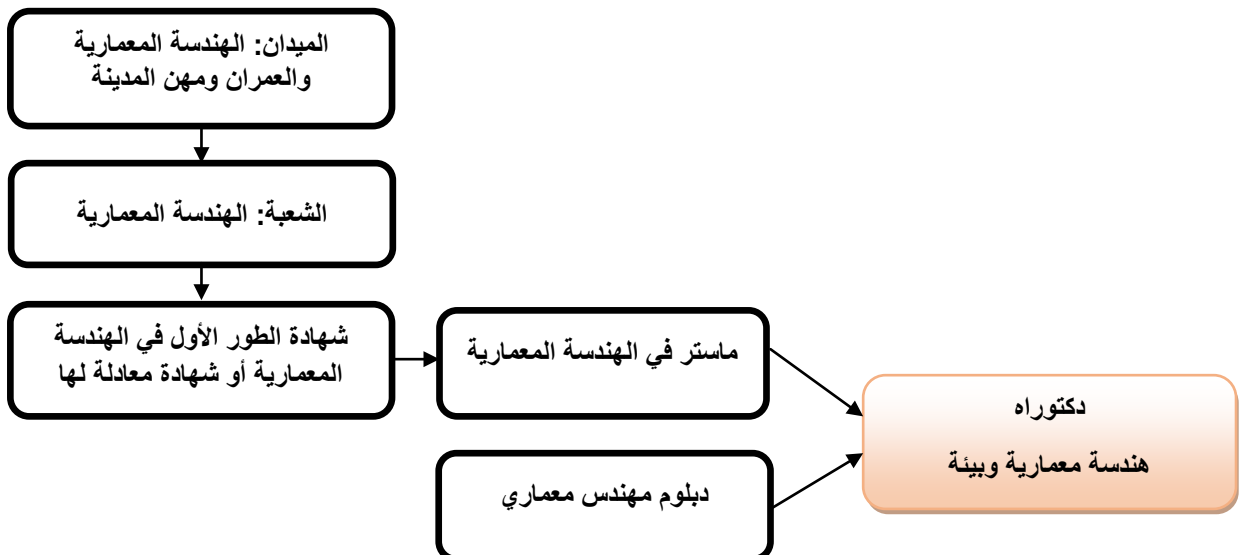 الميدان: الهندسة المعمارية
والعمران ومهن المدينة
الشعبة: الهندسة المعمارية
شهادة الطور الأول في الهندسة
المعمارية أو شهادة معادلة لها
ماستر في الهندسة المعمارية
دبلوم مهندس معماري
دكتوراه
هندسة معمارية وبيئة